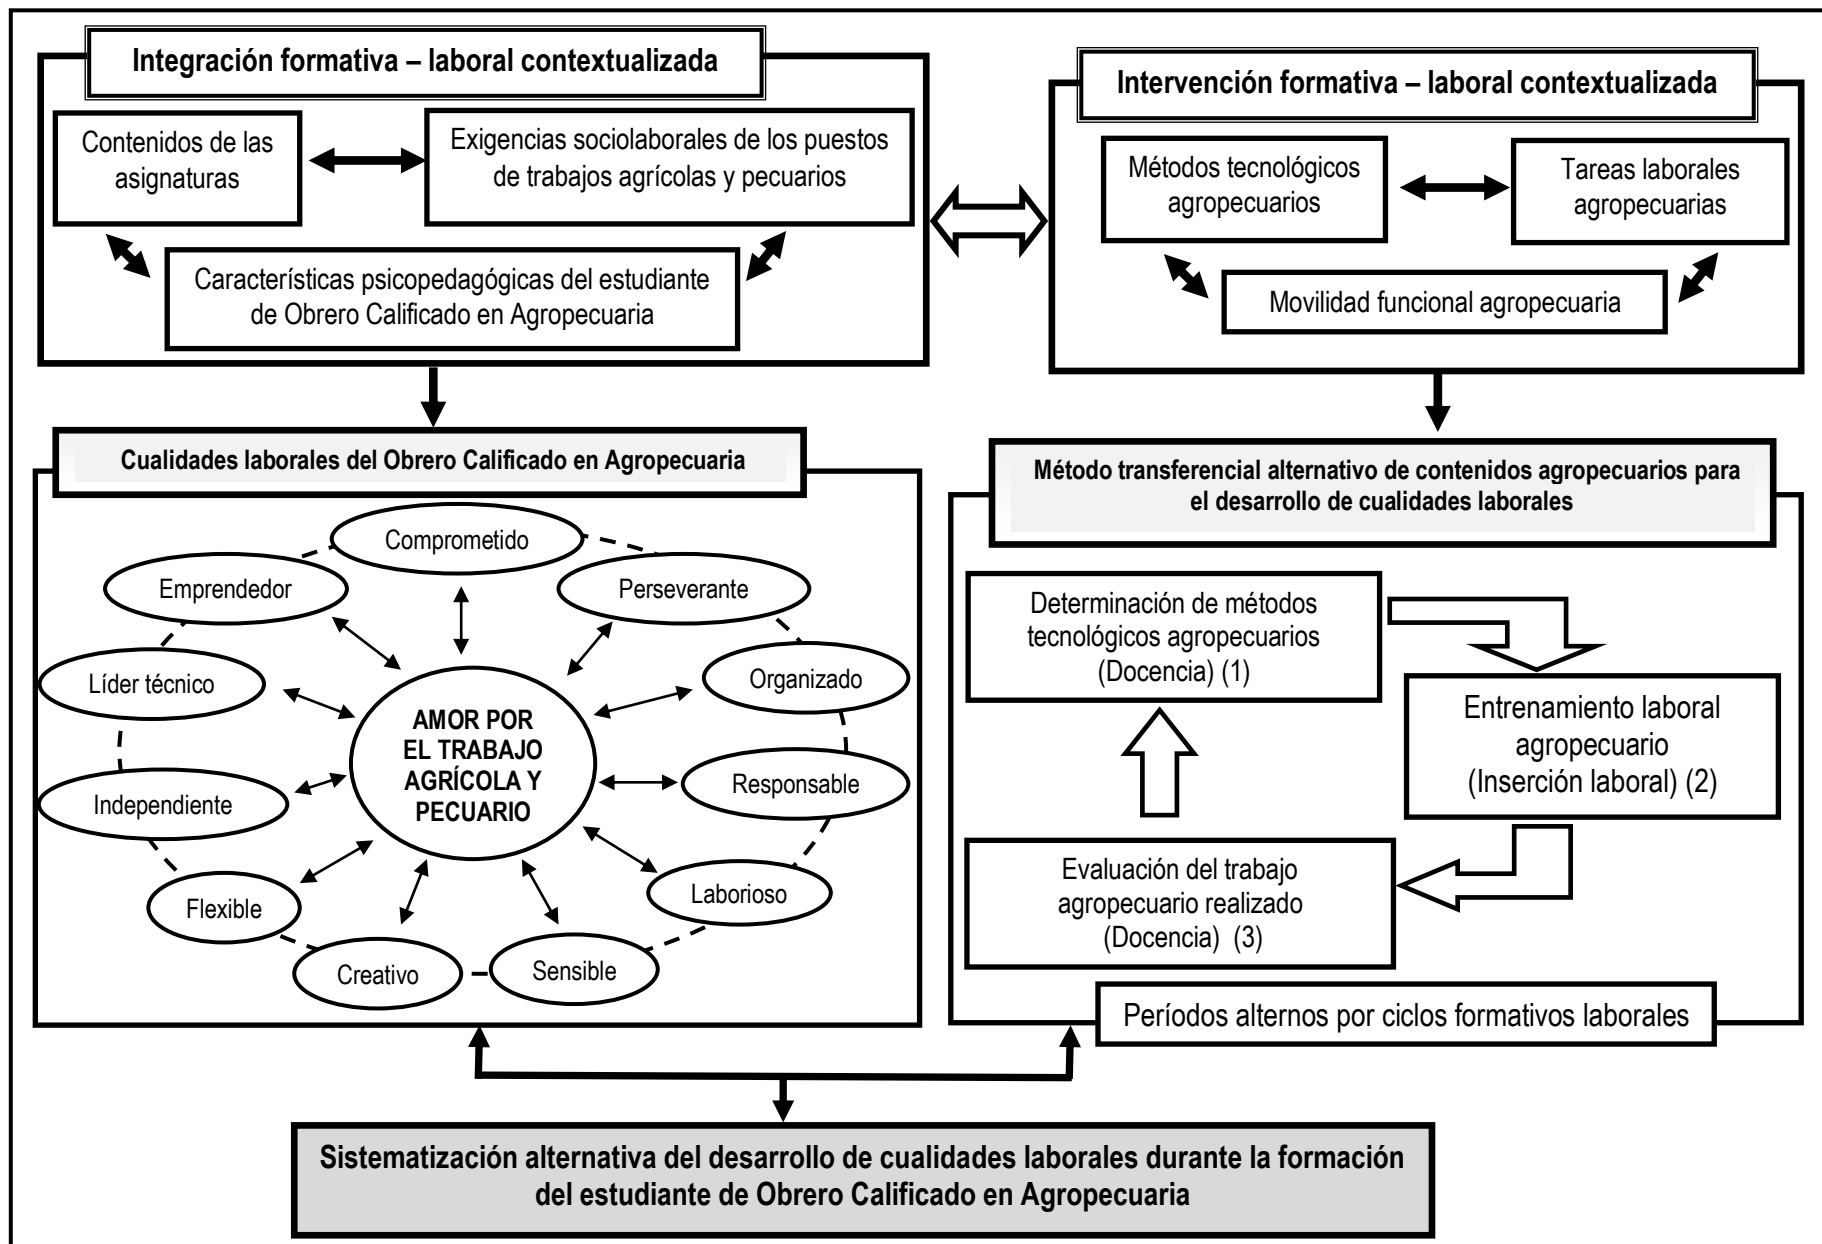 Integración formativa – laboral contextualizada
Contenidos de las
asignaturas
Exigencias sociolaborales de los puestos
de trabajos agrícolas y pecuarios
Características psicopedagógicas del estudiante
de Obrero Calificado en Agropecuaria
Intervención formativa – laboral contextualizada
Métodos tecnológicos
agropecuarios
Tareas laborales
agropecuarias
Movilidad funcional agropecuaria
Cualidades laborales del Obrero Calificado en Agropecuaria
Comprometido
Emprendedor
Perseverante
Líder técnico
Organizado
AMOR POR
EL TRABAJO
AGRÍCOLA Y
PECUARIO
Independiente
Responsable
Flexible
Laborioso
Creativo
Sensible
Método transferencial alternativo de contenidos agropecuarios para
el desarrollo de cualidades laborales
Determinación de métodos
tecnológicos agropecuarios
(Docencia) (1)
Entrenamiento laboral
agropecuario
(Inserción laboral) (2)
Evaluación del trabajo
agropecuario realizado
(Docencia) (3)
Períodos alternos por ciclos formativos laborales
Sistematización alternativa del desarrollo de cualidades laborales durante la formación
del estudiante de Obrero Calificado en Agropecuaria